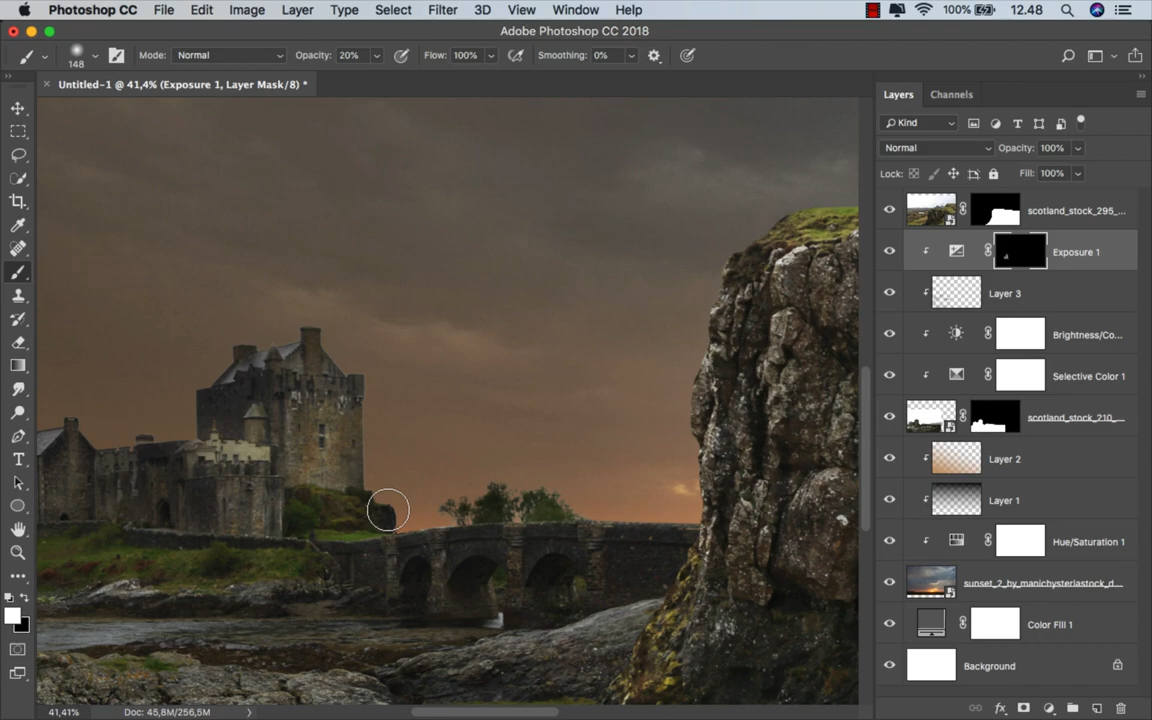 Photoshop CC File Edit Image Layer Type Select Filter 3D View Window Help 100% 12.48
Adobe Photoshop CC 2018
148 Mode: Normal Opacity: 20% Flow: 100% Smoothing: 0%
Untitled-1 @ 41,4% (Exposure 1, Layer Mask/8) *
Layers Channels
Kind
Normal Opacity: 100%
Lock: Fill: 100%
scotland_stock_295_...
Exposure 1
Layer 3
Brightness/Co...
Selective Color 1
scotland_stock_210_...
Layer 2
Layer 1
Hue/Saturation 1
sunset_2_by_manichysteriastock_d...
Color Fill 1
Background
41,41% Doc: 45,8M/256,5M